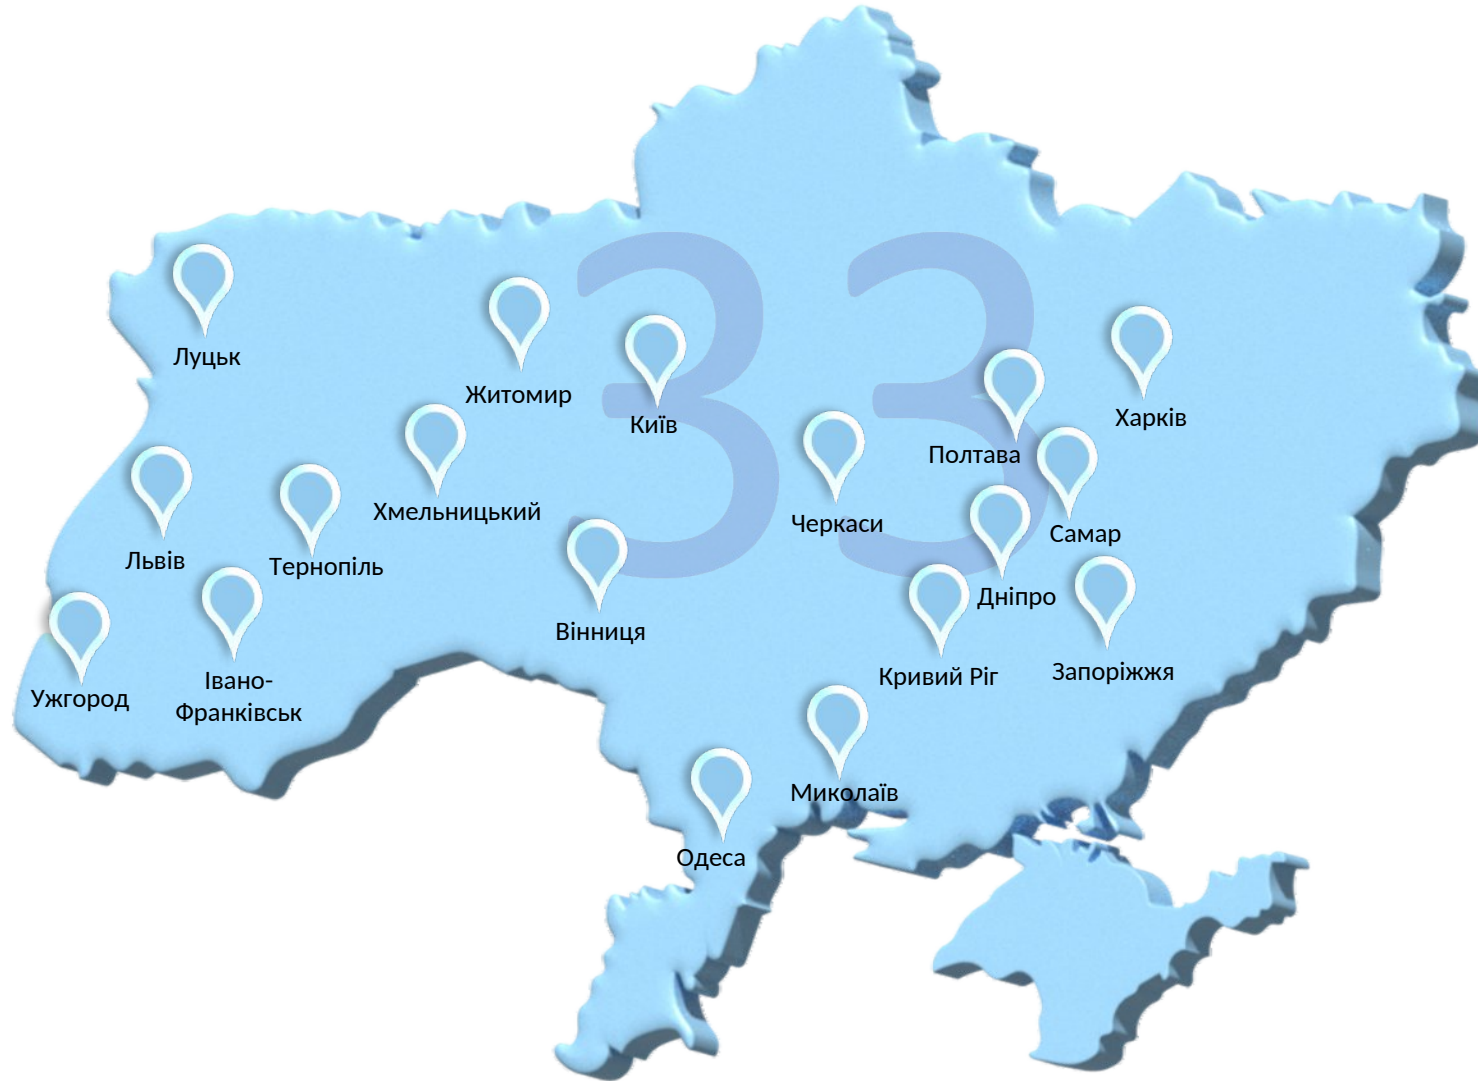 33
Луцьк
Житомир
Київ
Харків
Полтава
Хмельницький
Черкаси
Самар
Львів
Тернопіль
Дніпро
Вінниця
Запоріжжя
Кривий Ріг
Ужгород
Івано-
Франківськ
Миколаїв
Одеса